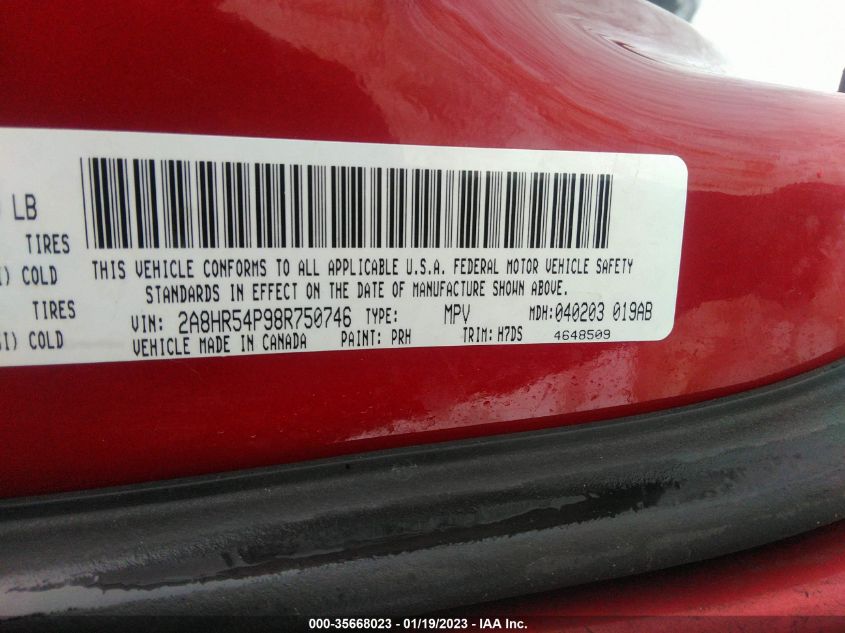 LB
TIRES
COLD
TIRES
COLD
THIS VEHICLE CONFORMS TO ALL APPLICABLE U.S.A. FEDERAL MOTOR VEHICLE SAFETY
STANDARDS IN EFFECT ON THE DATE OF MANUFACTURE SHOWN ABOVE.
VIN: 2A8HR54P98R750746 TYPE: MPV MDH:040203 019AB
VEHICLE MADE IN CANADA PAINT: PRH TRIM: H7DS 4648509
000-35668023 - 01/19/2023 - IAA Inc.